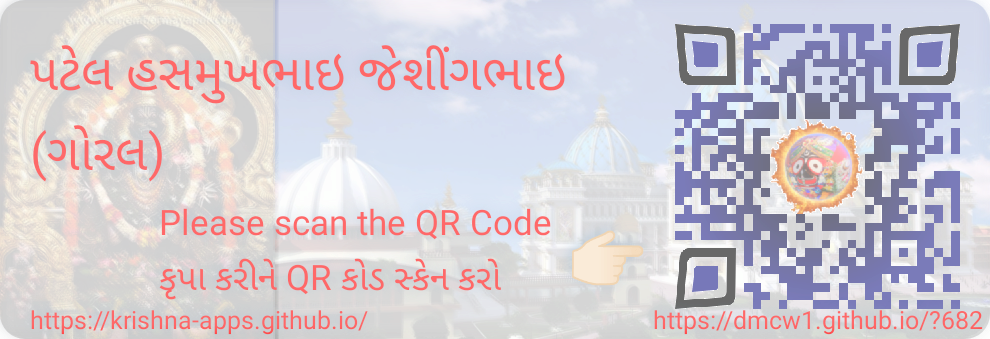 પટેલ હસમુખભાઇ જેશીંગભાઇ
(ગોરલ)
Please scan the QR Code
કૃપા કરીને QR કોડ સ્કેન કરો
https://krishna-apps.github.io/
https://dmcw1.github.io/?682